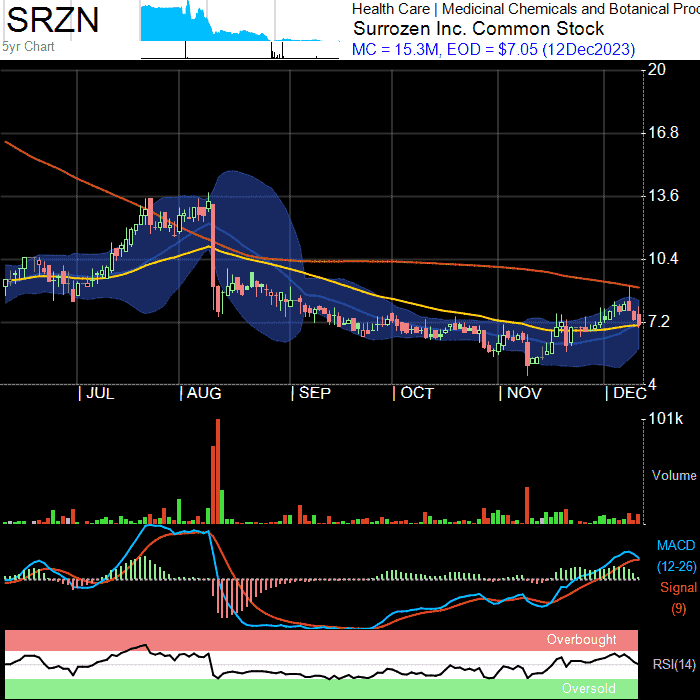 SRZN
5yr Chart
Health Care | Medicinal Chemicals and Botanical Proc
Surrozen Inc. Common Stock
MC = 15.3M, EOD = $7.05 (12Dec2023)
20
16.8
13.6
10.4
7.2
4
| JUL | AUG | SEP | OCT | NOV | DEC
101k
Volume
MACD
(12-26)
Signal
(9)
Overbought
RSI(14)
Oversold